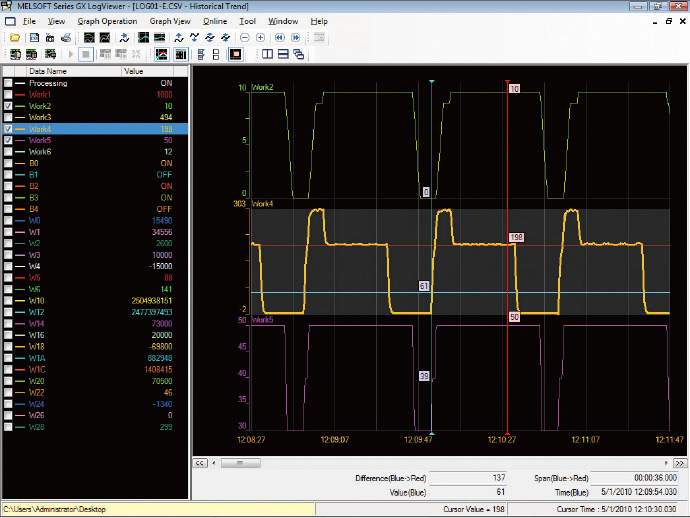 MELSOFT Series GX LogViewer - [LOG01-E.CSV - Historical Trend]
File View Graph Operation Graph View Online Tool Window Help
Data Name Value
Processing ON
Work1 1000
Work2 10
Work3 494
Work4 198
Work5 50
Work6 12
B0 ON
B1 OFF
B2 ON
B3 ON
B4 OFF
W0 15490
W1 34556
W2 2600
W3 10000
W4 -15000
W5 88
W6 141
W10 2504938151
W12 2477397493
W14 73000
W16 20000
W18 -69800
W1A 882948
W1C 1408415
W20 70500
W22 46
W24 -1340
W26 0
W28 299
10 Work2 10
5
0 0
303 Work4
198
61
-2 50
50 Work5
45
40 39
35
30
12:08:27 12:09:07 12:09:47 12:10:27 12:11:07 12:11:47
Difference(Blue->Red) 137 Span(Blue->Red) 00:00:36.000
Value(Blue) 61 Time(Blue) 5/1/2010 12:09:54.030
C:\Users\Administrator\Desktop Cursor Value = 198 Cursor Time : 5/1/2010 12:10:30.030